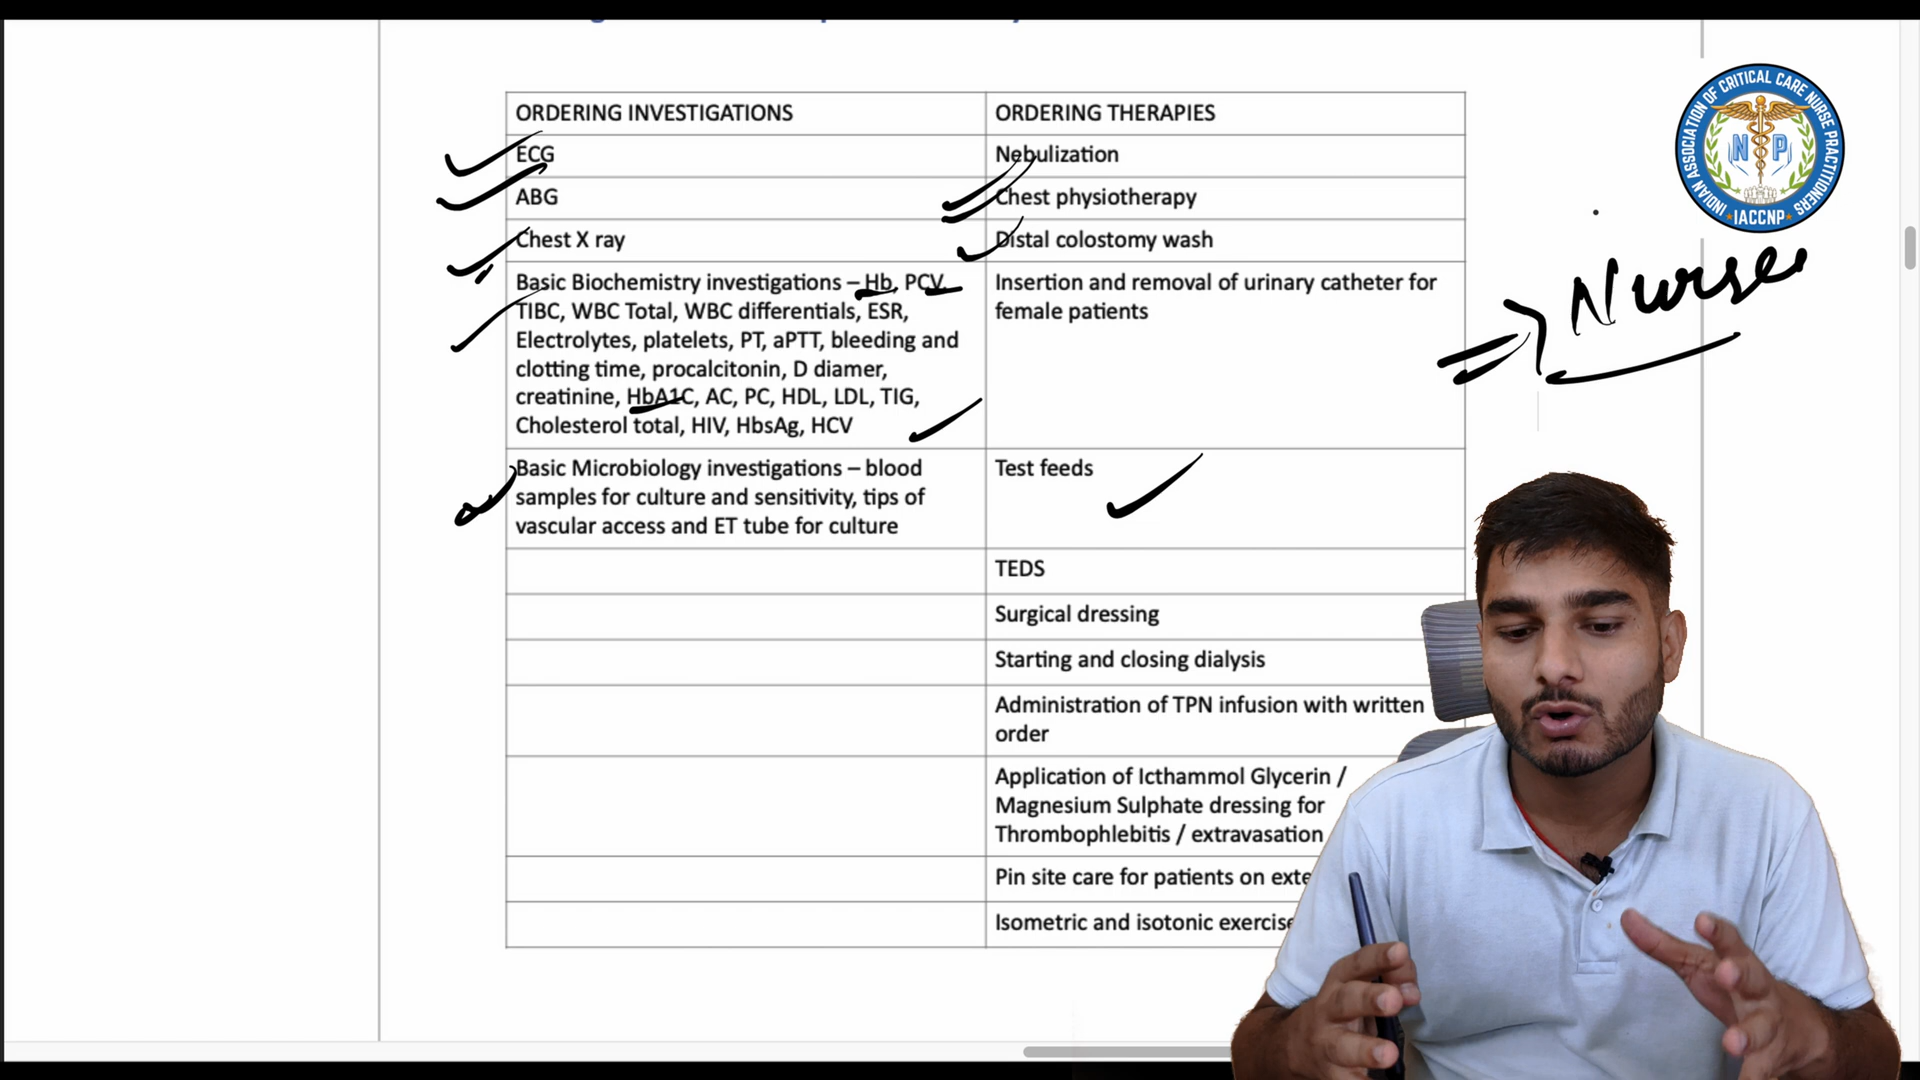 ORDERING INVESTIGATIONS
ORDERING THERAPIES
ECG
Nebulization
ABG
Chest physiotherapy
Chest X ray
Distal colostomy wash
Basic Biochemistry investigations – Hb, PCV,
TIBC, WBC Total, WBC differentials, ESR,
Electrolytes, platelets, PT, aPTT, bleeding and
clotting time, procalcitonin, D diamer,
creatinine, HbA1C, AC, PC, HDL, LDL, TIG,
Cholesterol total, HIV, HbsAg, HCV
Insertion and removal of urinary catheter for
female patients
Basic Microbiology investigations – blood
samples for culture and sensitivity, tips of
vascular access and ET tube for culture
Test feeds
TEDS
Surgical dressing
Starting and closing dialysis
Administration of TPN infusion with written
order
Application of Icthammol Glycerin /
Magnesium Sulphate dressing for
Thrombophlebitis / extravasation
Pin site care for patients on exte
Isometric and isotonic exercise
INDIAN ASSOCIATION OF CRITICAL CARE NURSE PRACTITIONERS
N P
IACCNP
Nurse